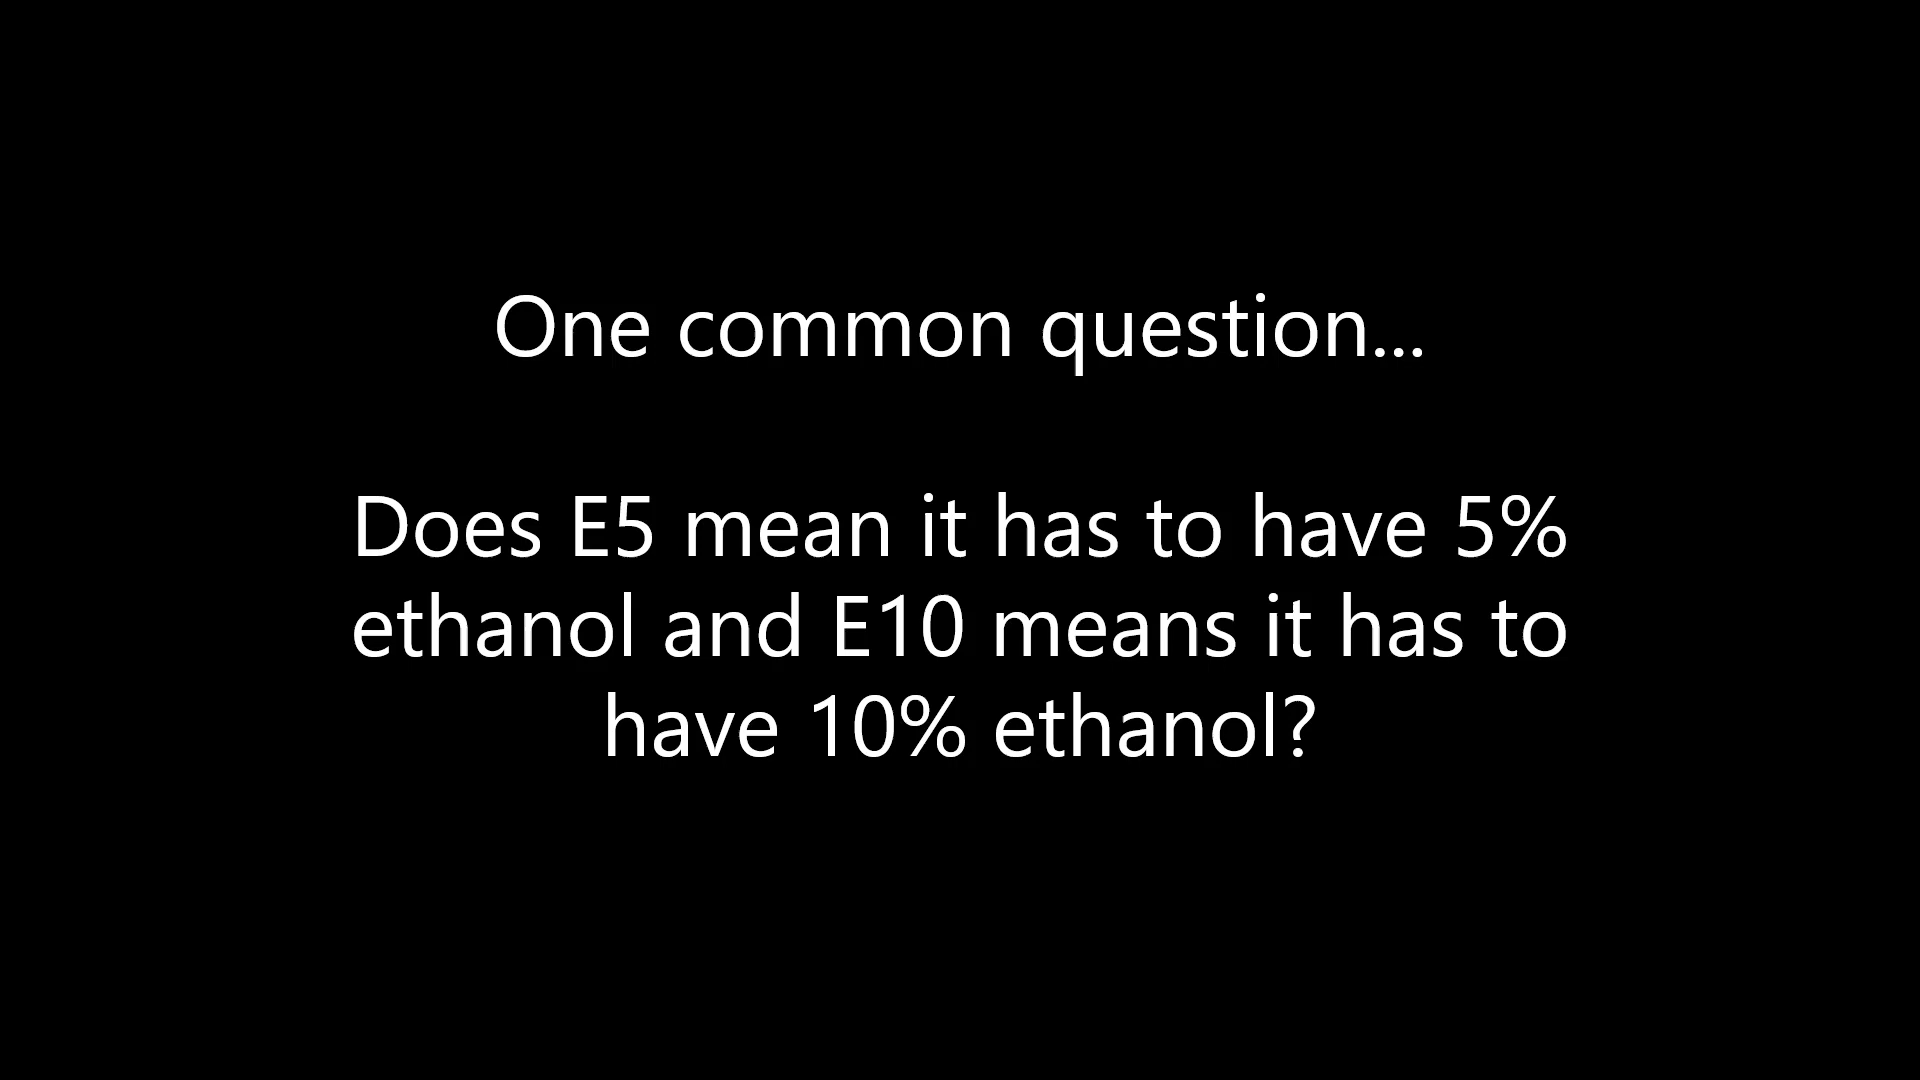 One common question...
Does E5 mean it has to have 5%
ethanol and E10 means it has to
have 10% ethanol?